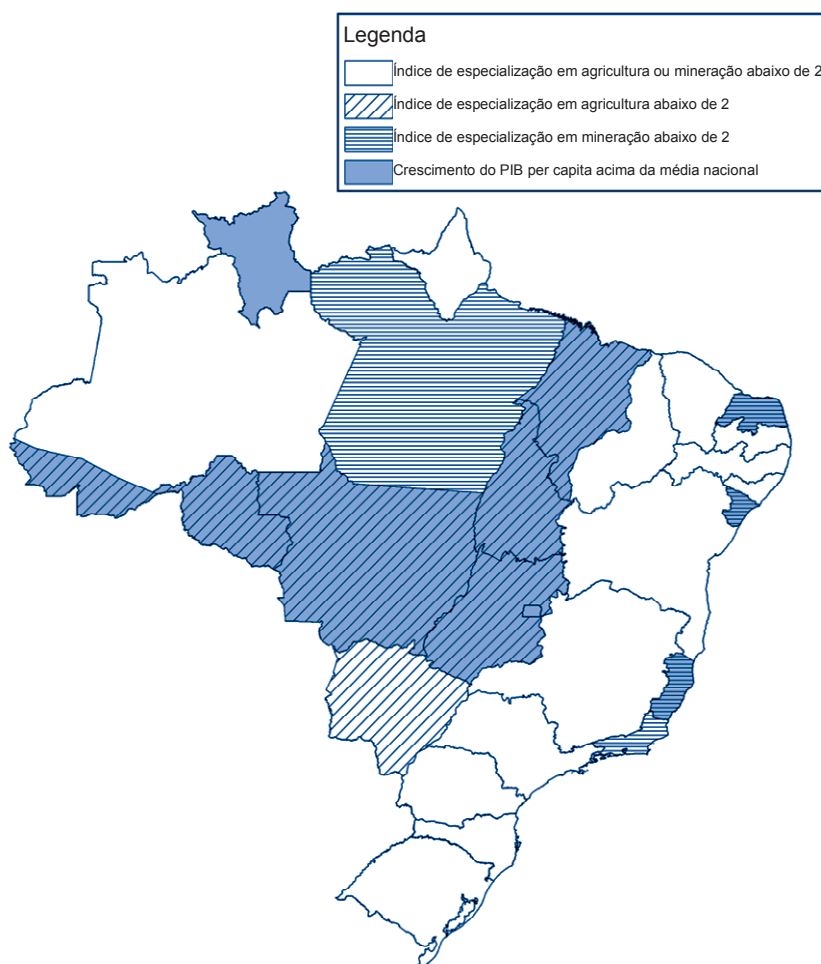 Legenda
Índice de especialização em agricultura ou mineração abaixo de 2
Índice de especialização em agricultura abaixo de 2
Índice de especialização em mineração abaixo de 2
Crescimento do PIB per capita acima da média nacional